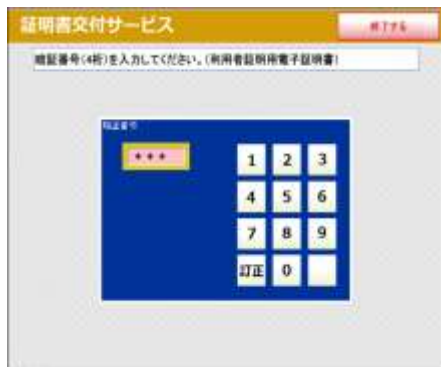 証明書交付サービス
終了する
暗証番号(4桁)を入力してください。(利用者証明用電子証明書)
暗証番号
***
1 2 3
4 5 6
7 8 9
訂正 0